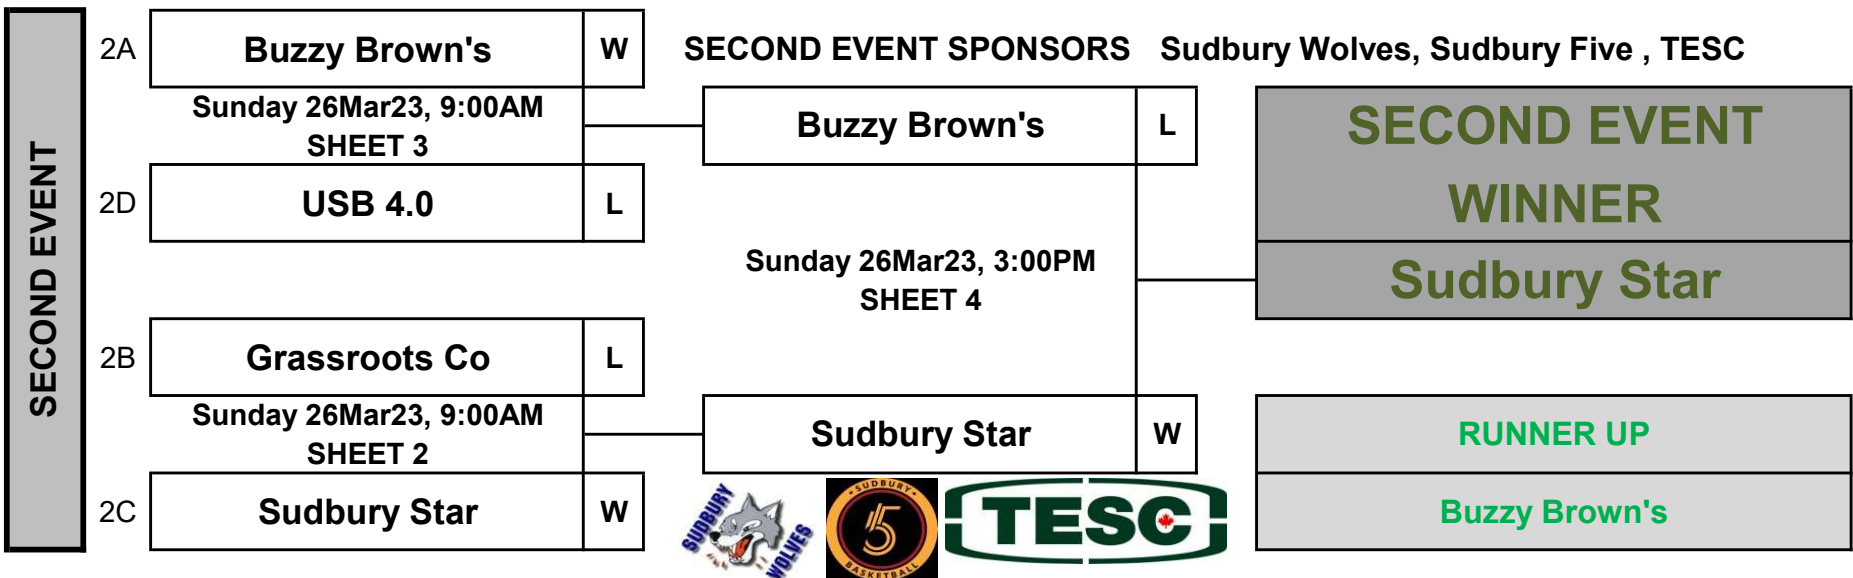 SECOND EVENT
2A Buzzy Brown's W
SECOND EVENT SPONSORS Sudbury Wolves, Sudbury Five , TESC
Sunday 26Mar23, 9:00AM
SHEET 3
2D USB 4.0 L
Buzzy Brown's L
SECOND EVENT
WINNER
Sudbury Star
Sunday 26Mar23, 3:00PM
SHEET 4
2B Grassroots Co L
Sunday 26Mar23, 9:00AM
SHEET 2
2C Sudbury Star W
Sudbury Star W
RUNNER UP
Buzzy Brown's
SUDBURY
WOLVES
SUDBURY
5
BASKETBALL
TESC